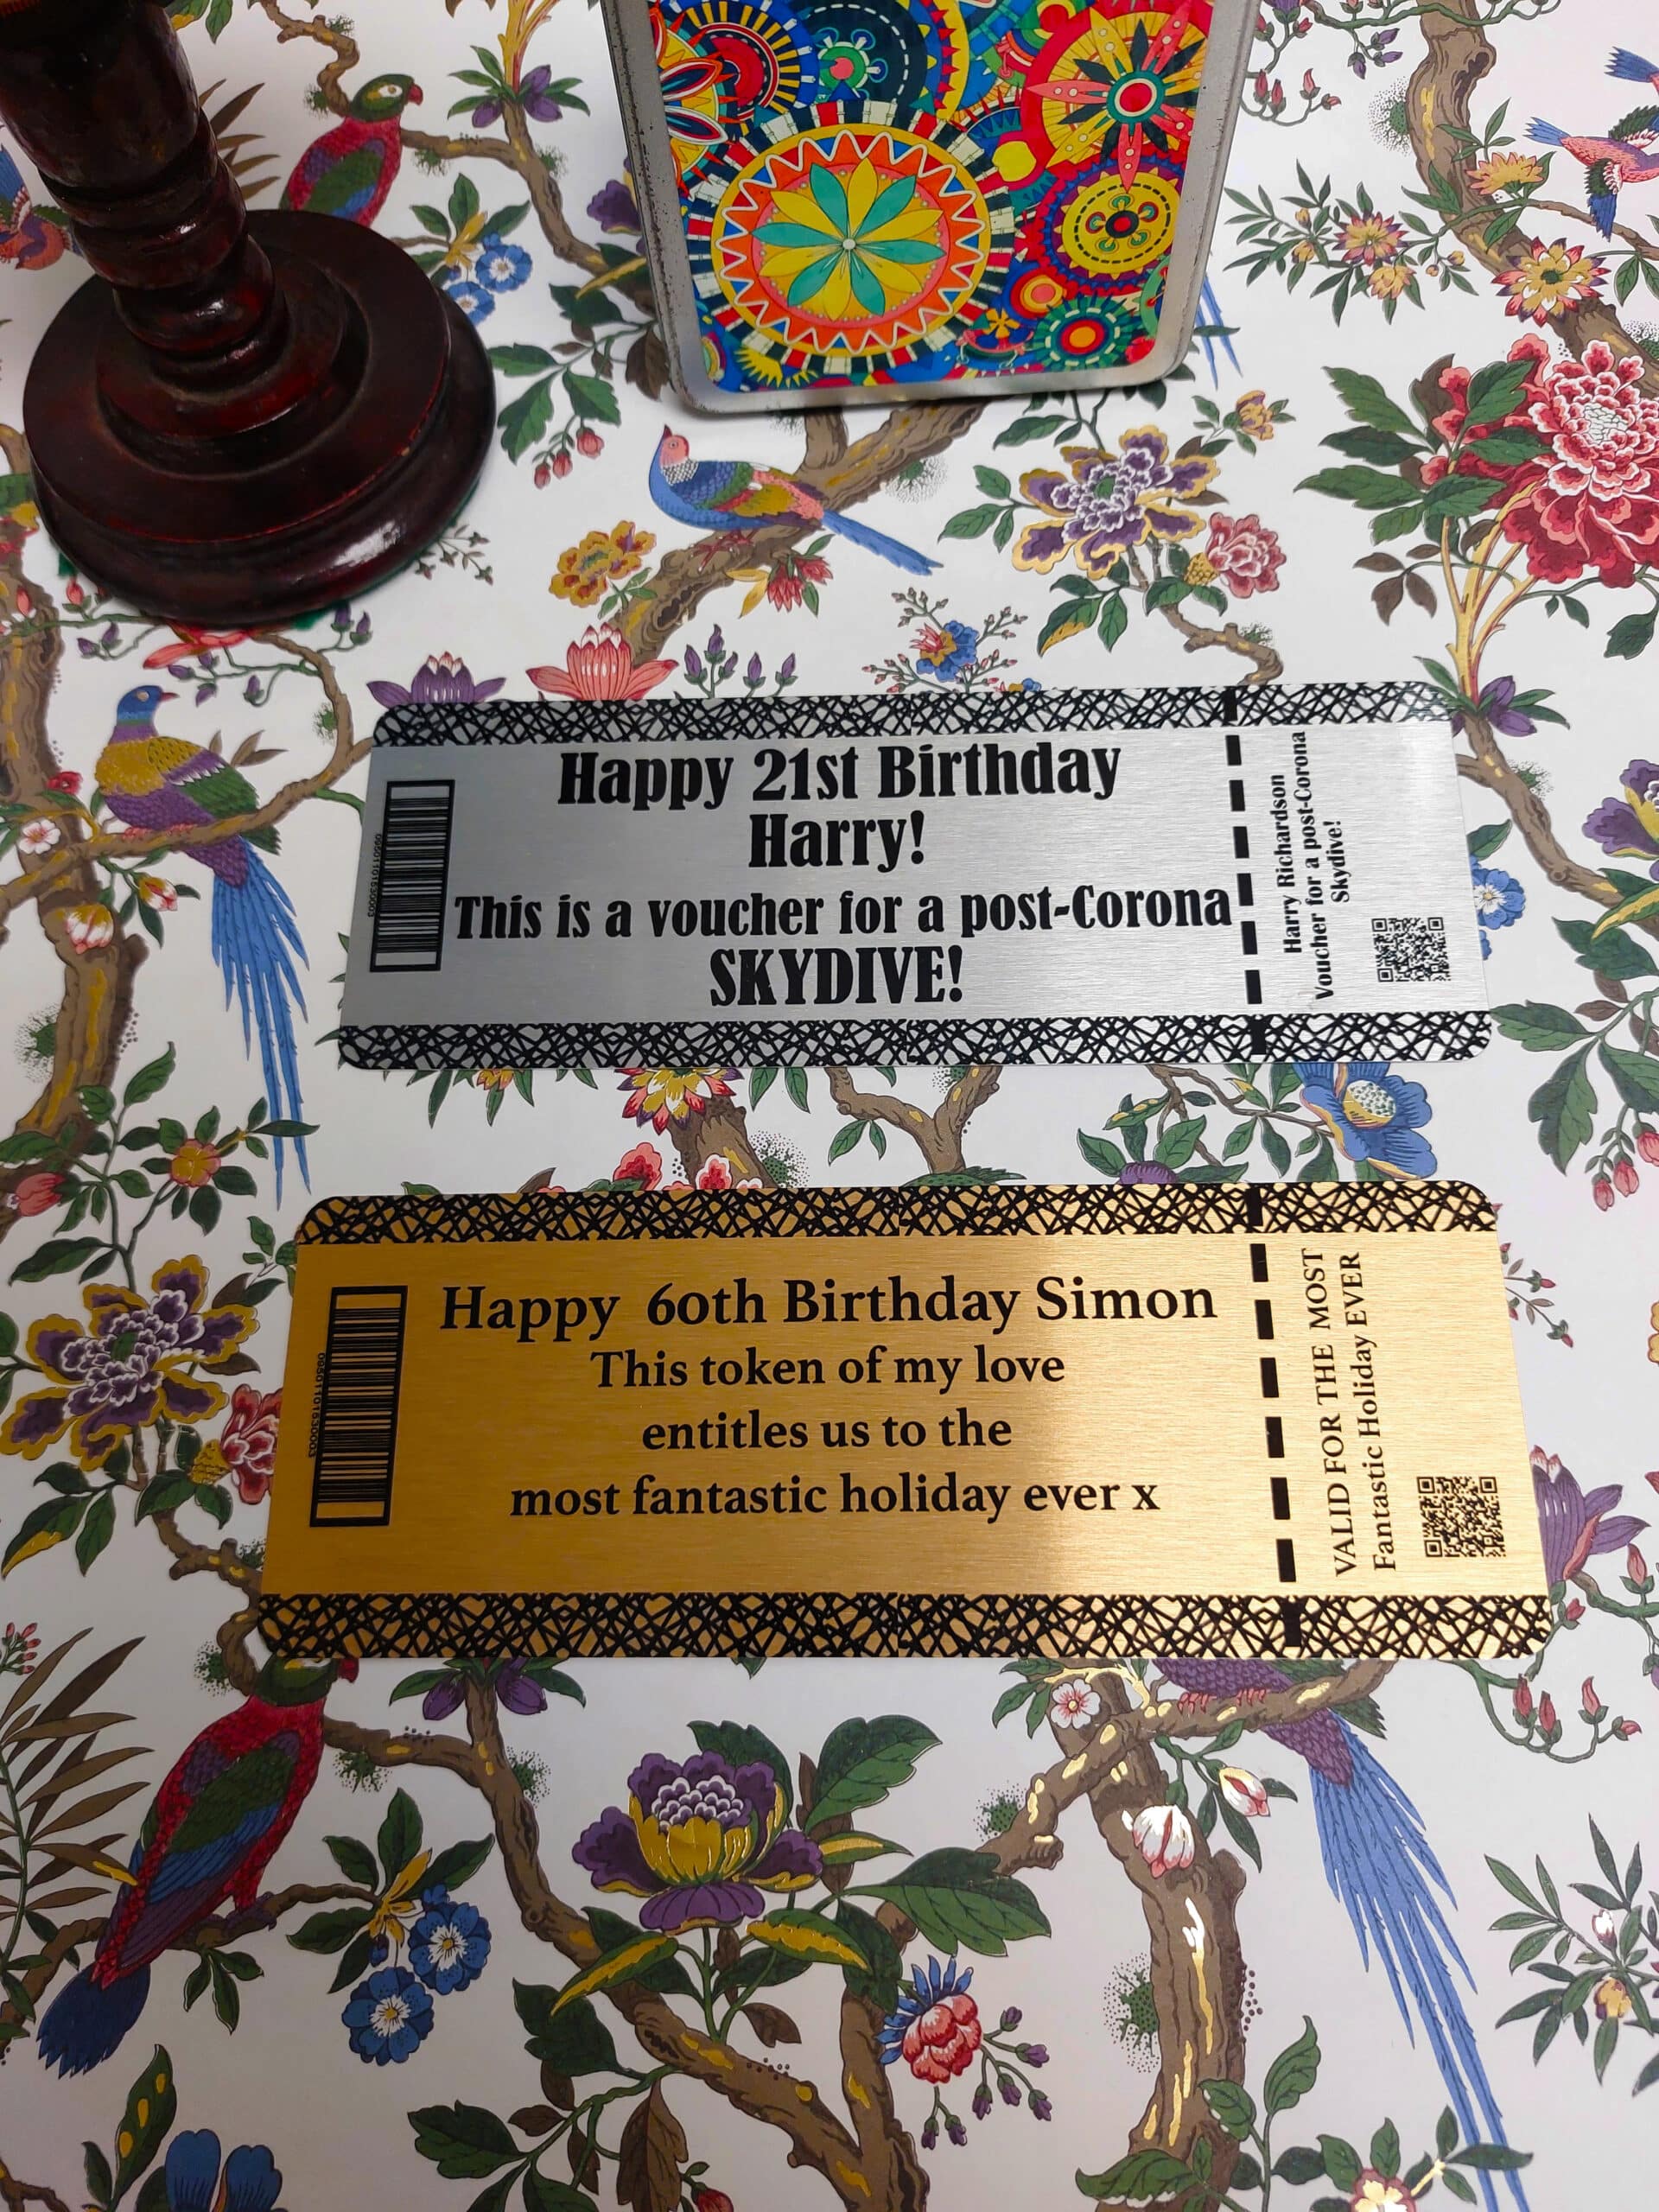 Happy 21st Birthday
Harry!
This is a voucher for a post-Corona
SKYDIVE!
Harry Richardson
Voucher for a post-Corona
Skydive!
Happy 60th Birthday Simon
This token of my love
entitles us to the
most fantastic holiday ever x
VALID FOR THE MOST
Fantastic Holiday EVER